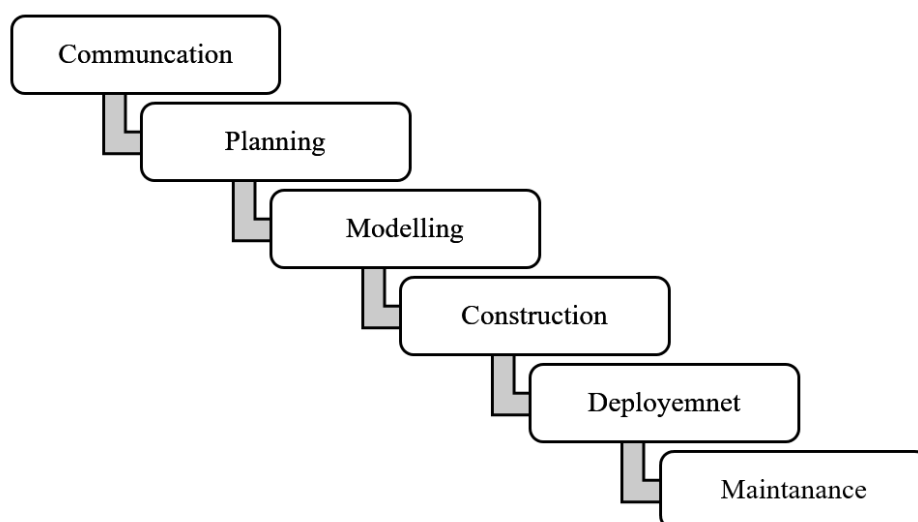 Communcation
Planning
Modelling
Construction
Deployemnet
Maintanance